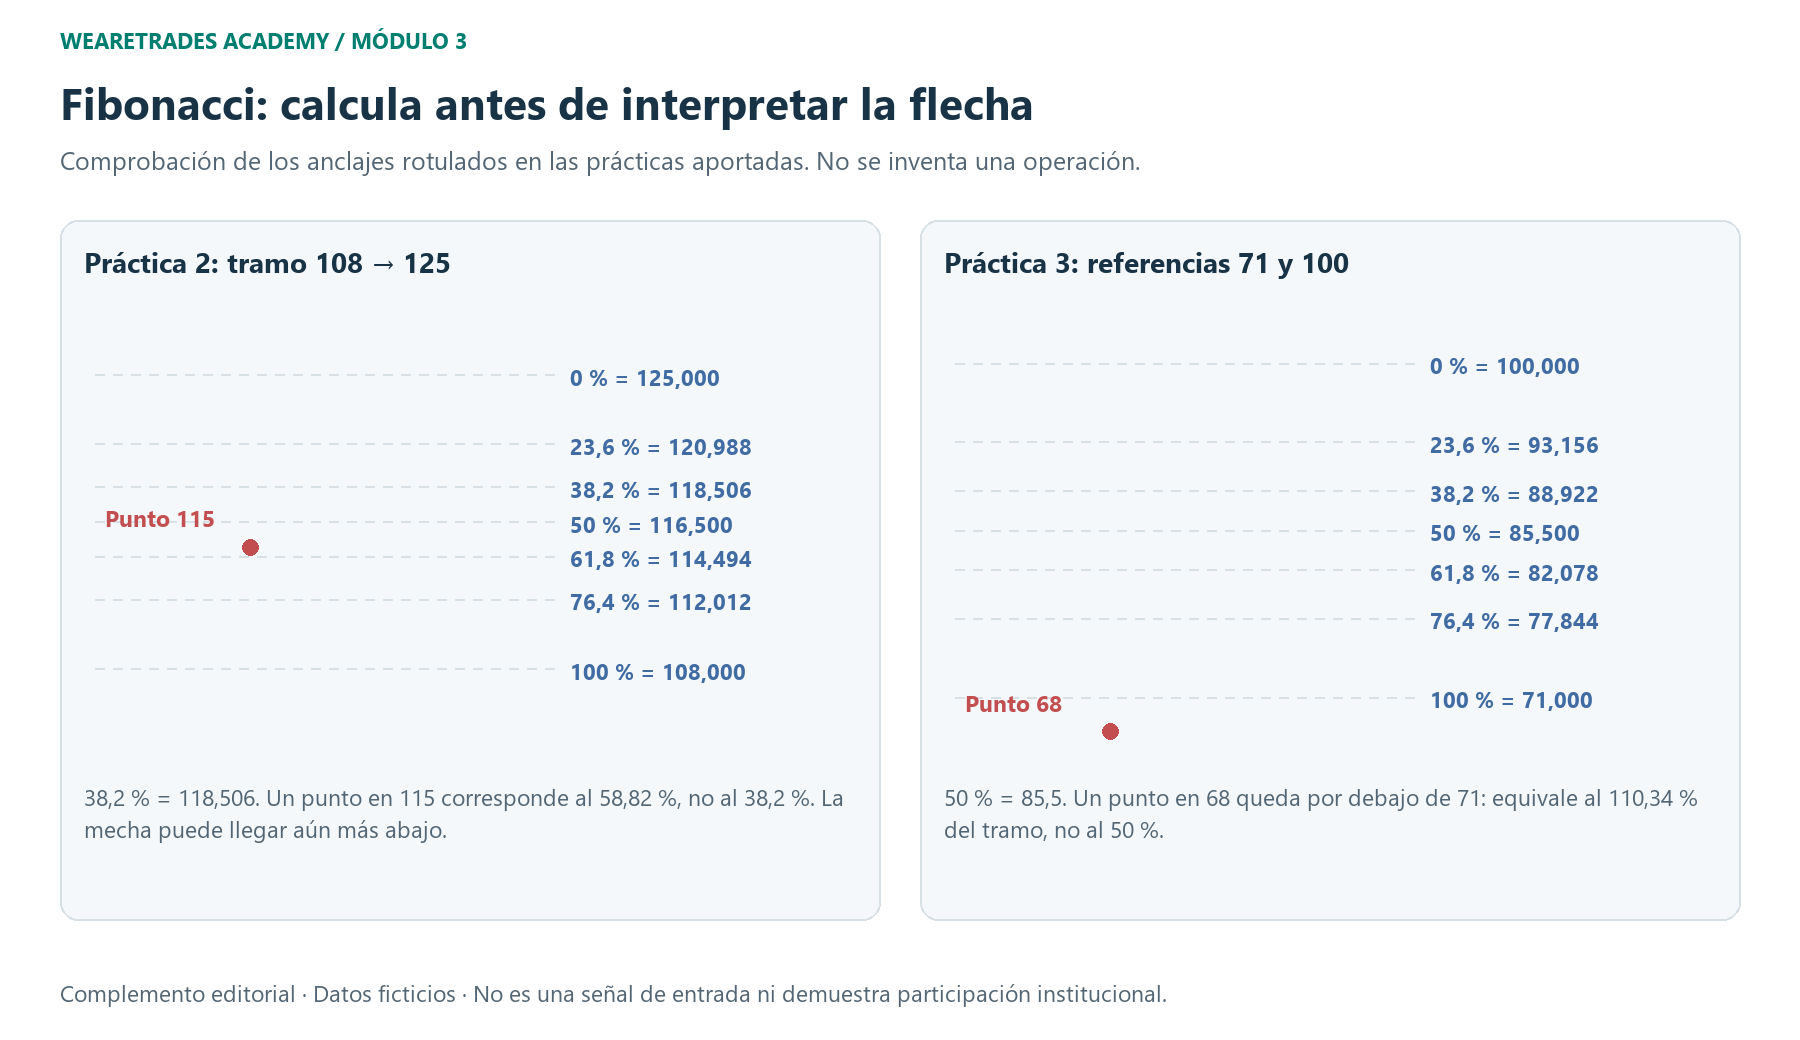 WEARETRADES ACADEMY / MÓDULO 3
Fibonacci: calcula antes de interpretar la flecha
Comprobación de los anclajes rotulados en las prácticas aportadas. No se inventa una operación.
Práctica 2: tramo 108 → 125
0 % = 125,000
23,6 % = 120,988
38,2 % = 118,506
Punto 115
50 % = 116,500
61,8 % = 114,494
76,4 % = 112,012
100 % = 108,000
38,2 % = 118,506. Un punto en 115 corresponde al 58,82 %, no al 38,2 %. La
mecha puede llegar aún más abajo.
Práctica 3: referencias 71 y 100
0 % = 100,000
23,6 % = 93,156
38,2 % = 88,922
50 % = 85,500
61,8 % = 82,078
76,4 % = 77,844
100 % = 71,000
Punto 68
50 % = 85,5. Un punto en 68 queda por debajo de 71: equivale al 110,34 %
del tramo, no al 50 %.
Complemento editorial · Datos ficticios · No es una señal de entrada ni demuestra participación institucional.